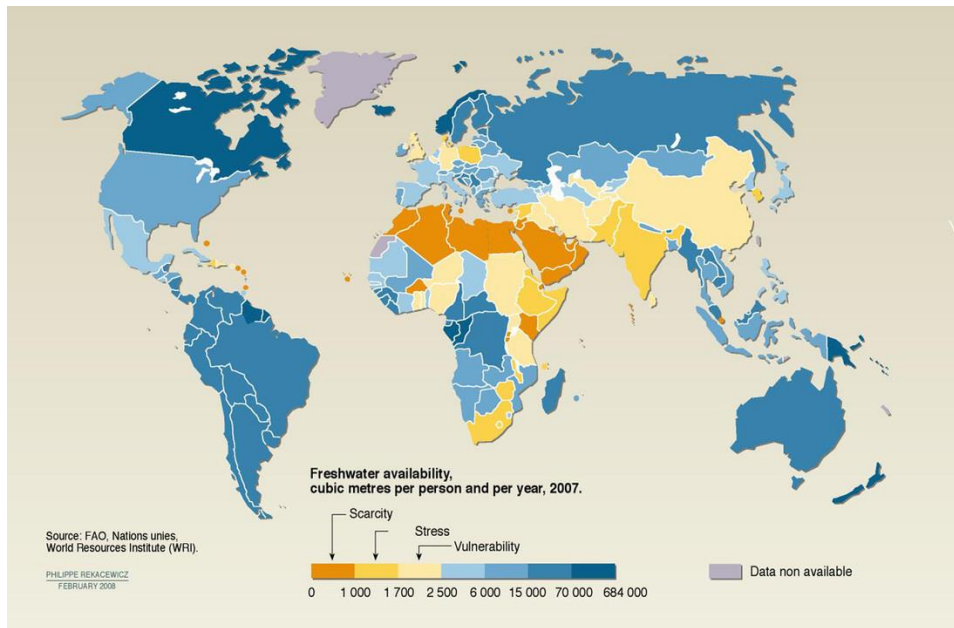 Freshwater availability,
cubic metres per person and per year, 2007.
Scarcity
Stress
Vulnerability
0 1 000 1 700 2 500 6 000 15 000 70 000 684 000
Data non available
Source: FAO, Nations unies,
World Resources Institute (WRI).
PHILIPPE REKACEWICZ
FEBRUARY 2008